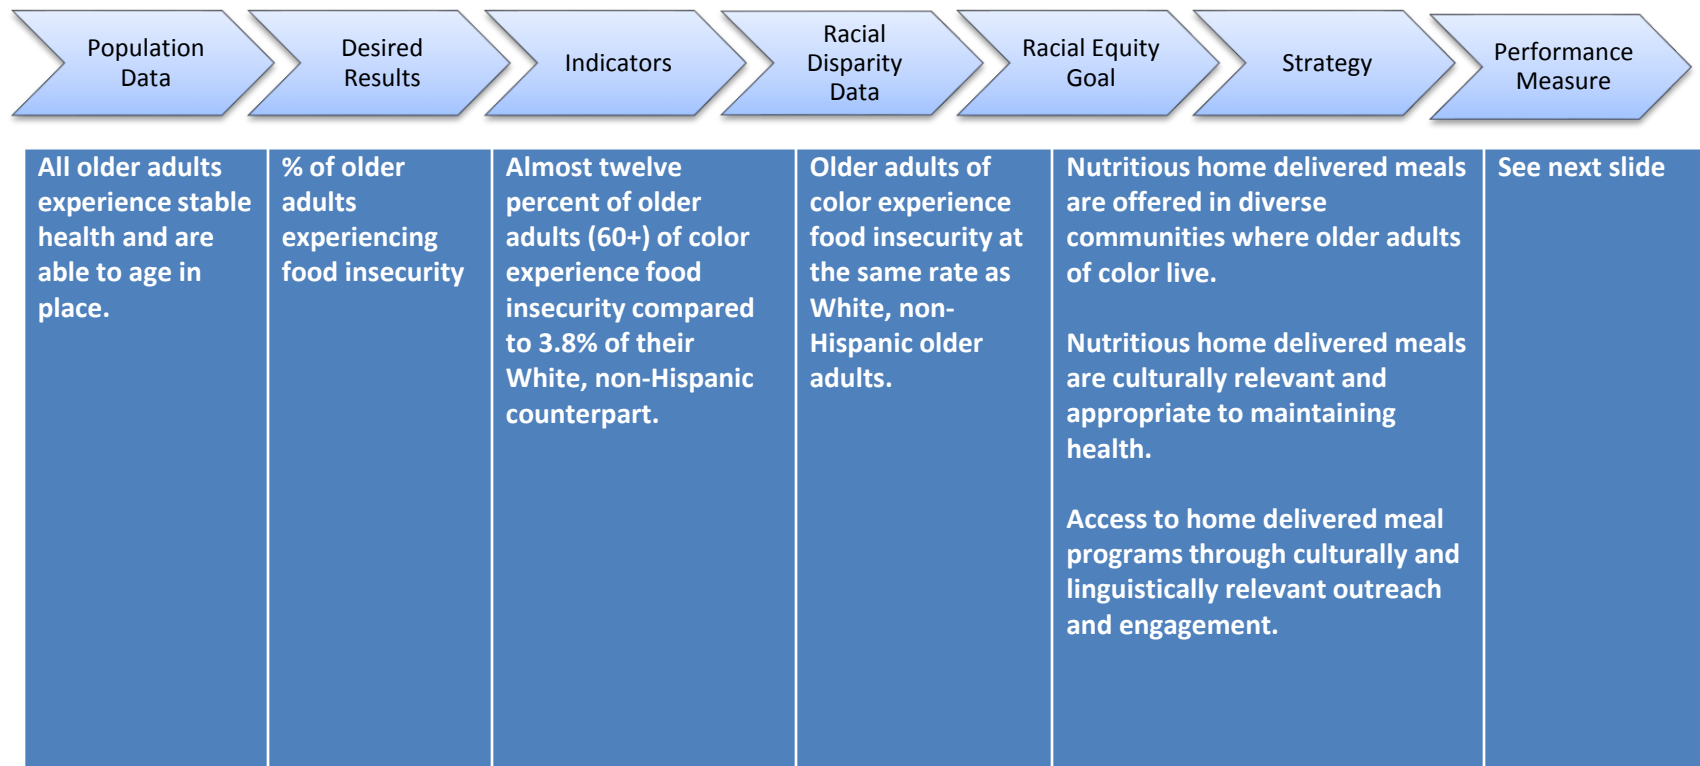 Population
Data
Desired
Results
Indicators
Racial
Disparity
Data
Racial Equity
Goal
Strategy
Performance
Measure
All older adults
experience stable
health and are
able to age in
place.
% of older
adults
experiencing
food insecurity
Almost twelve
percent of older
adults (60+) of color
experience food
insecurity compared
to 3.8% of their
White, non-Hispanic
counterpart.
Older adults of
color experience
food insecurity at
the same rate as
White, non-
Hispanic older
adults.
Nutritious home delivered meals
are offered in diverse
communities where older adults
of color live.
Nutritious home delivered meals
are culturally relevant and
appropriate to maintaining
health.
Access to home delivered meal
programs through culturally and
linguistically relevant outreach
and engagement.
See next slide